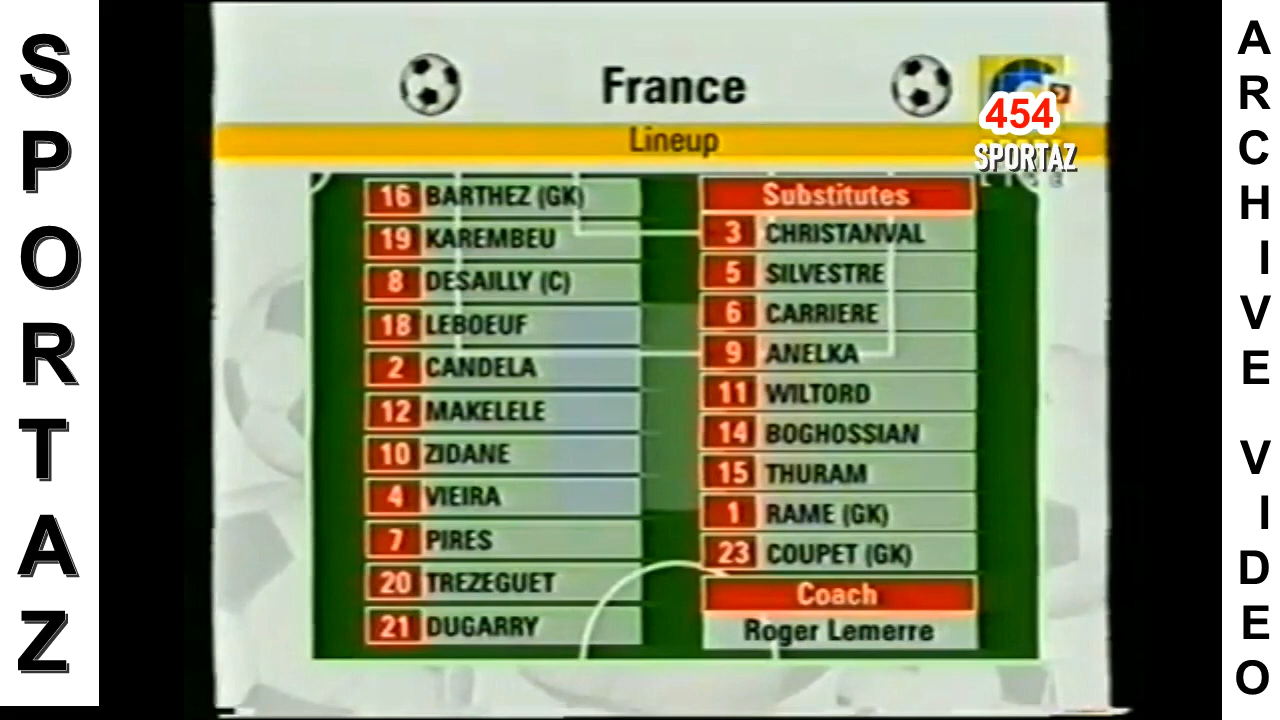 SPORTAZ
France
454
SPORTAZ
Lineup
16 BARTHEZ (GK)
19 KAREMBEU
8 DESAILLY (C)
18 LEBOEUF
2 CANDELA
12 MAKELELE
10 ZIDANE
4 VIEIRA
7 PIRES
20 TREZEGUET
21 DUGARRY
Substitutes
3 CHRISTANVAL
5 SILVESTRE
6 CARRIERE
9 ANELKA
11 WILTORD
14 BOGHOSSIAN
15 THURAM
1 RAME (GK)
23 COUPET (GK)
Coach
Roger Lemerre
ARCHIVE VIDEO